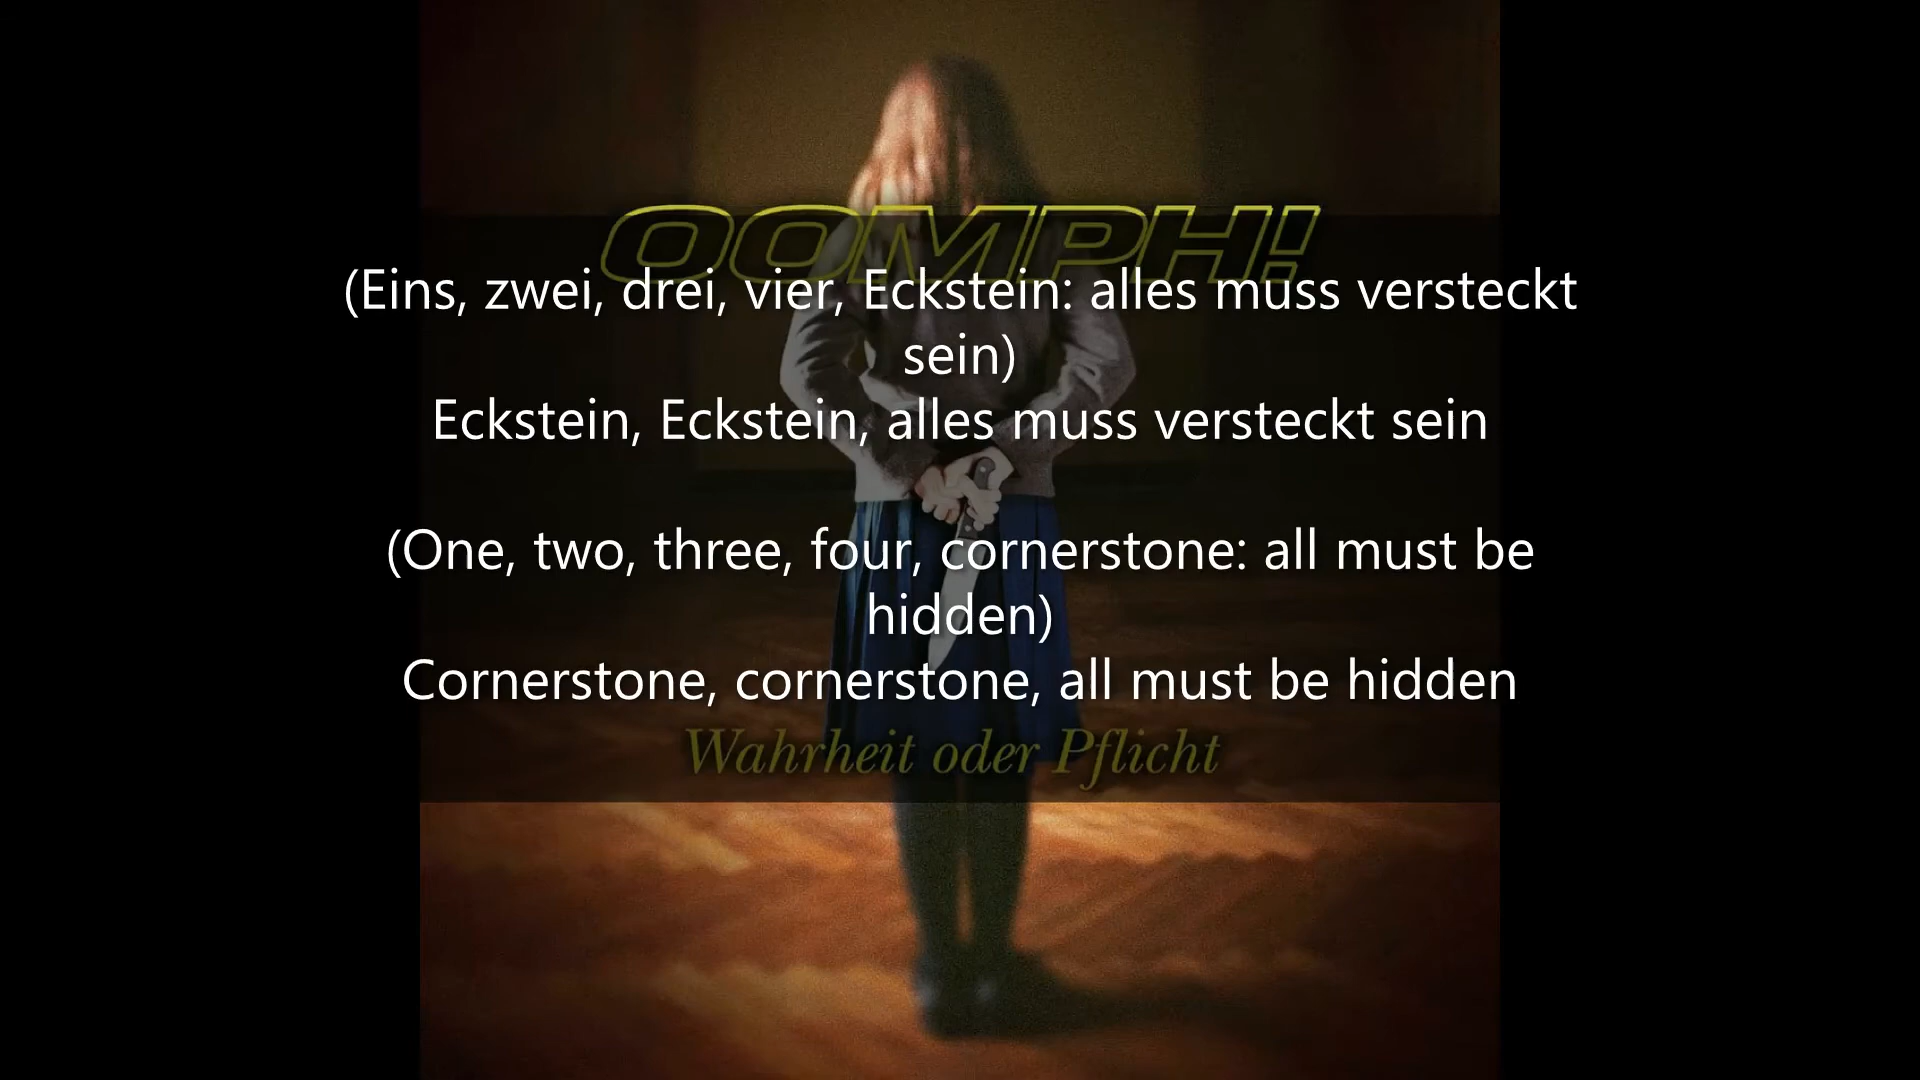 OOMPH!
(Eins, zwei, drei, vier, Eckstein: alles muss versteckt
sein)
Eckstein, Eckstein, alles muss versteckt sein
(One, two, three, four, cornerstone: all must be
hidden)
Cornerstone, cornerstone, all must be hidden
Wahrheit oder Pflicht